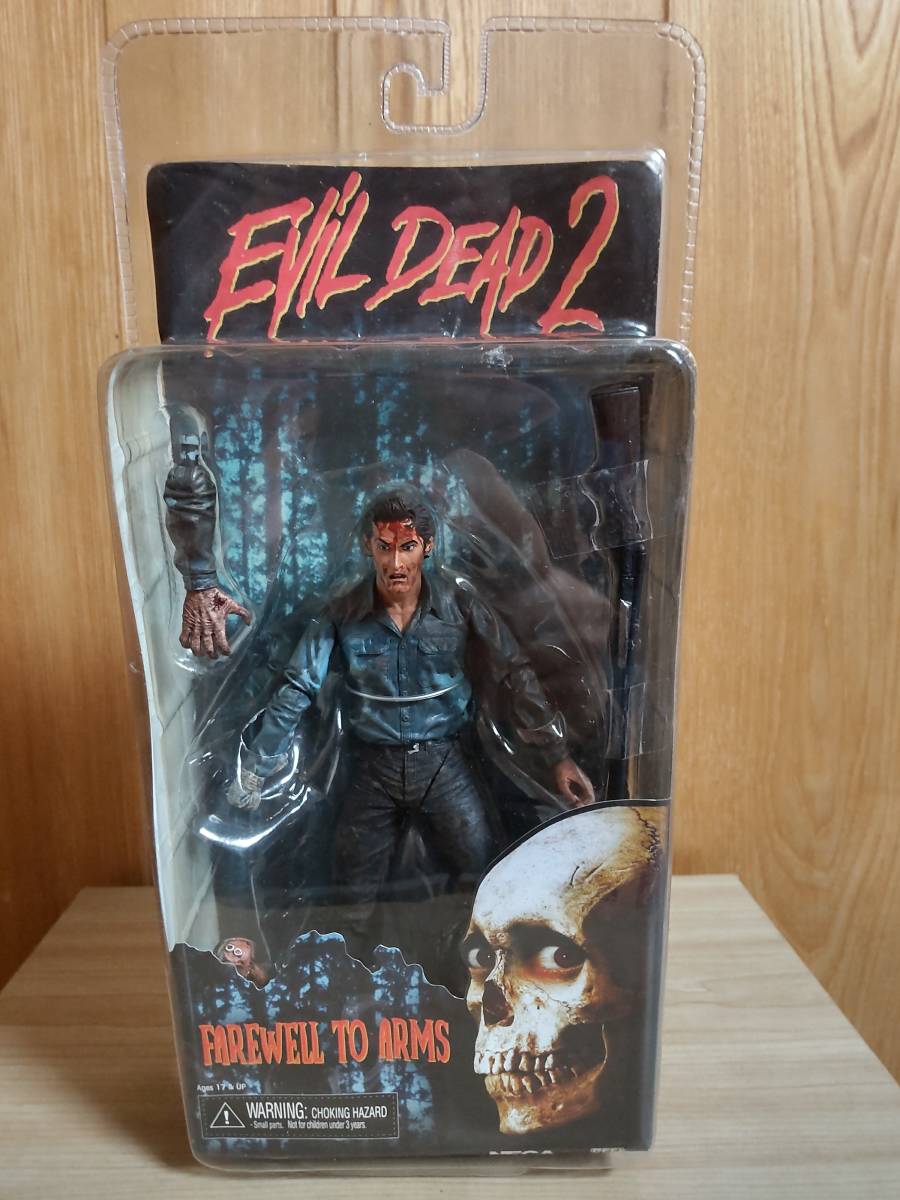 EVIL DEAD 2
FAREWELL TO ARMS
Ages 17 & UP
WARNING: CHOKING HAZARD
- Small parts. Not for children under 3 years.